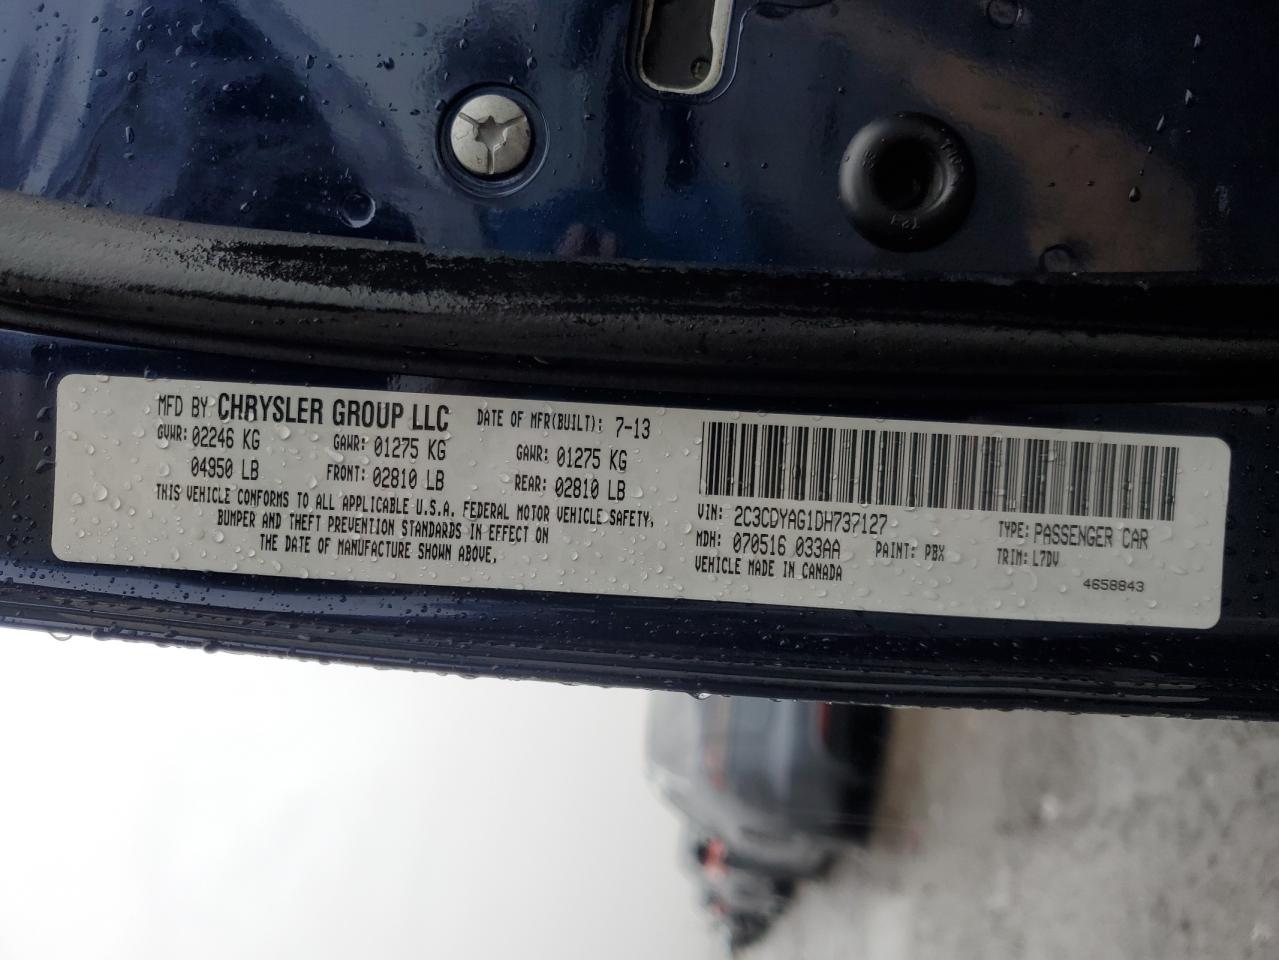 MFD BY CHRYSLER GROUP LLC DATE OF MFR(BUILT): 7-13
GVWR: 02246 KG GAWR: 01275 KG GAWR: 01275 KG
04950 LB FRONT: 02810 LB REAR: 02810 LB
THIS VEHICLE CONFORMS TO ALL APPLICABLE U.S.A. FEDERAL MOTOR VEHICLE SAFETY,
BUMPER AND THEFT PREVENTION STANDARDS IN EFFECT ON
THE DATE OF MANUFACTURE SHOWN ABOVE.
VIN: 2C3CDYAG1DH737127 TYPE: PASSENGER CAR
MDH: 070516 033AA PAINT: PBX TRIM: L7DV
VEHICLE MADE IN CANADA
4658843